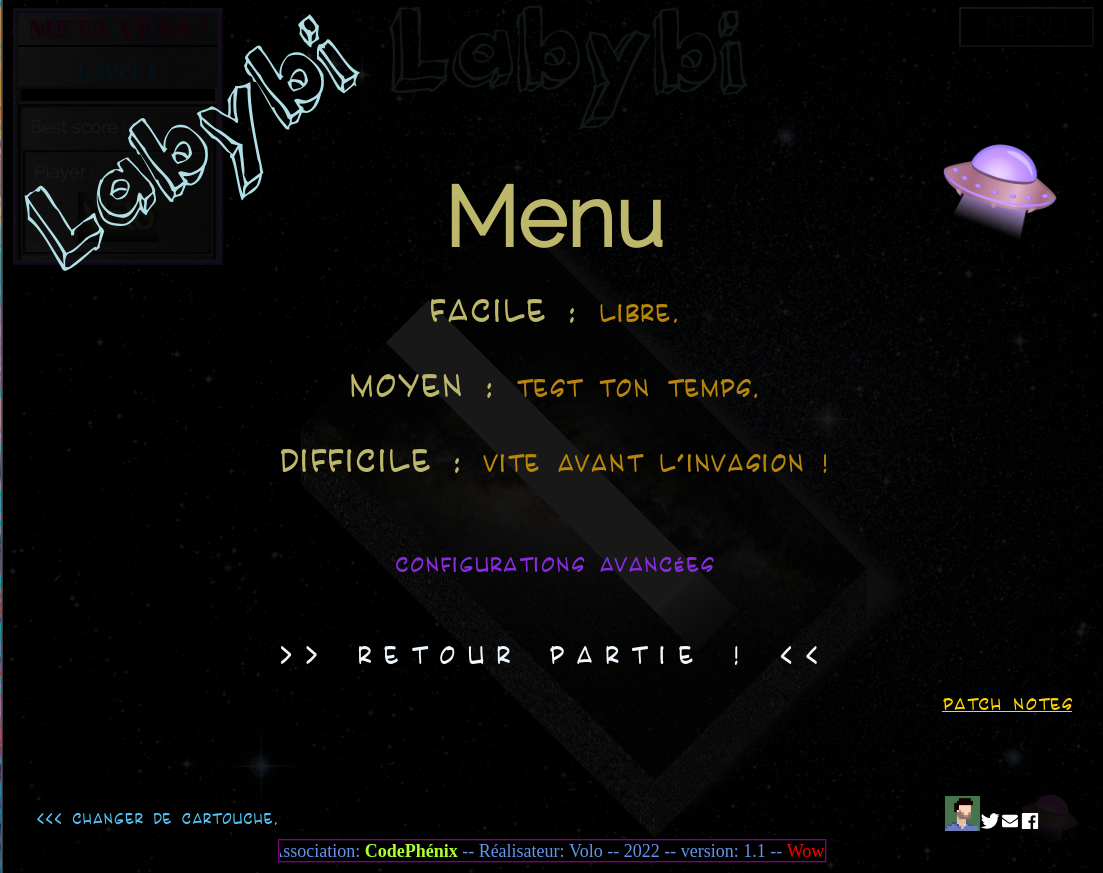 META VERS !
Labybi
Labybi
MENU
Level 1
Best score :
Player :
Menu
FACILE : LIBRE.
MOYEN : TEST TON TEMPS.
DIFFICILE : VITE AVANT L'INVASION !
CONFIGURATIONS AVANCÉES
>> RETOUR PARTIE ! <<
PATCH NOTES
<<< CHANGER DE CARTOUCHE.
Association: CodePhénix -- Réalisateur: Volo -- 2022 -- version: 1.1 -- Wow